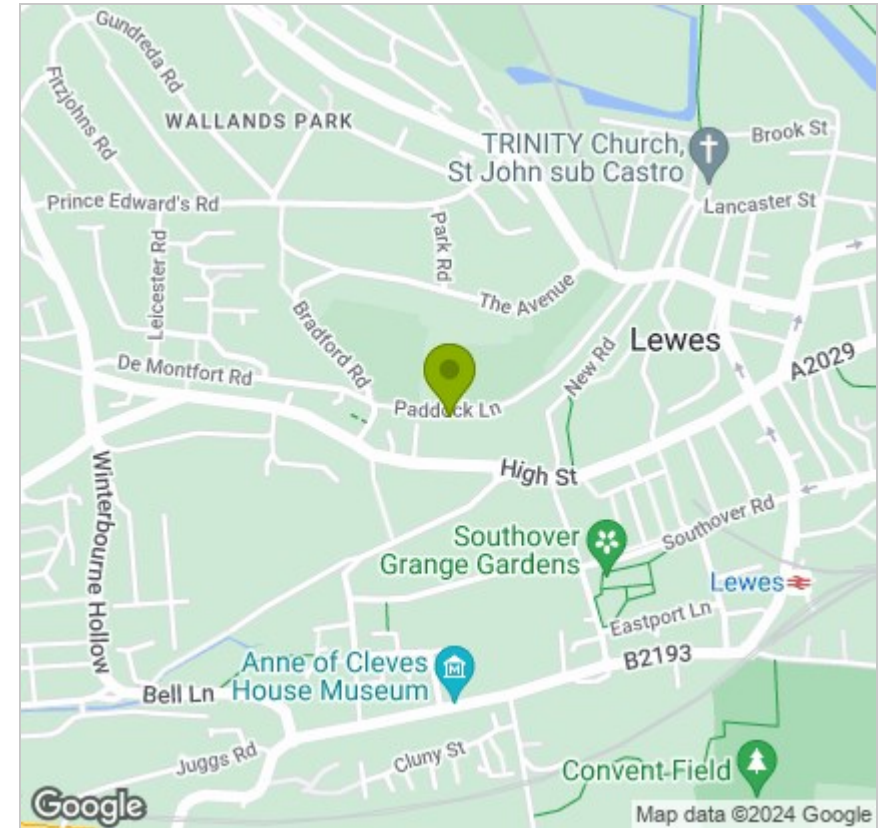 Gundreda Rd
Fitzjohns Rd
WALLANDS PARK
TRINITY Church,
St John sub Castro
Brook St
Prince Edward's Rd
Lancaster St
Park Rd
Leicester Rd
The Avenue
Bradford Rd
New Rd
Lewes
De Montfort Rd
A2029
Paddock Ln
High St
Winterbourne Hollow
Southover
Grange Gardens
Southover Rd
Lewes
Eastport Ln
Anne of Cleves
House Museum
B2193
Bell Ln
Juggs Rd
Cluny St
Convent Field
Google
Map data ©2024 Google